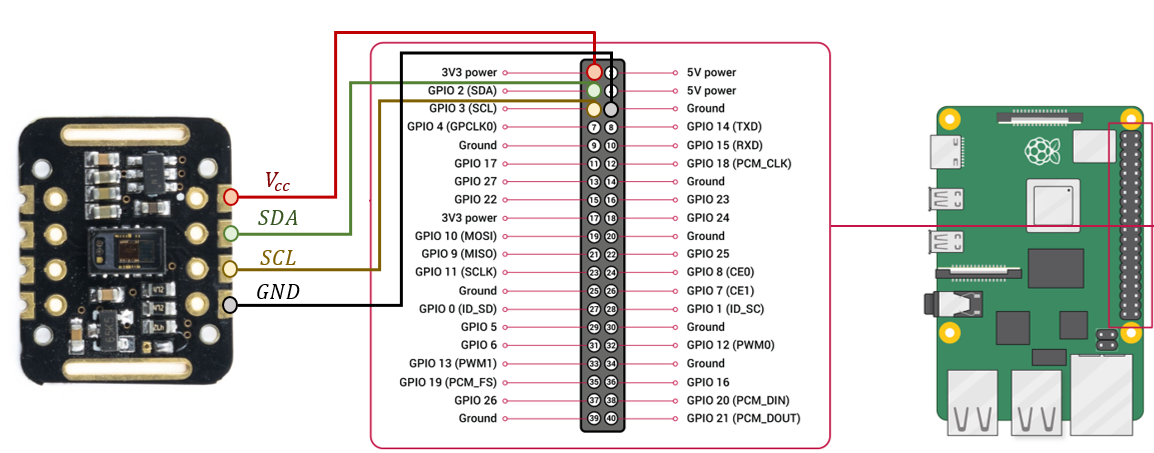 V_cc
SDA
SCL
GND
3V3 power 5V power
GPIO 2 (SDA) 5V power
GPIO 3 (SCL) Ground
GPIO 4 (GPCLK0) 7 8 GPIO 14 (TXD)
Ground 9 10 GPIO 15 (RXD)
GPIO 17 11 12 GPIO 18 (PCM_CLK)
GPIO 27 13 14 Ground
GPIO 22 15 16 GPIO 23
3V3 power 17 18 GPIO 24
GPIO 10 (MOSI) 19 20 Ground
GPIO 9 (MISO) 21 22 GPIO 25
GPIO 11 (SCLK) 23 24 GPIO 8 (CE0)
Ground 25 26 GPIO 7 (CE1)
GPIO 0 (ID_SD) 27 28 GPIO 1 (ID_SC)
GPIO 5 29 30 Ground
GPIO 6 31 32 GPIO 12 (PWM0)
GPIO 13 (PWM1) 33 34 Ground
GPIO 19 (PCM_FS) 35 36 GPIO 16
GPIO 26 37 38 GPIO 20 (PCM_DIN)
Ground 39 40 GPIO 21 (PCM_DOUT)